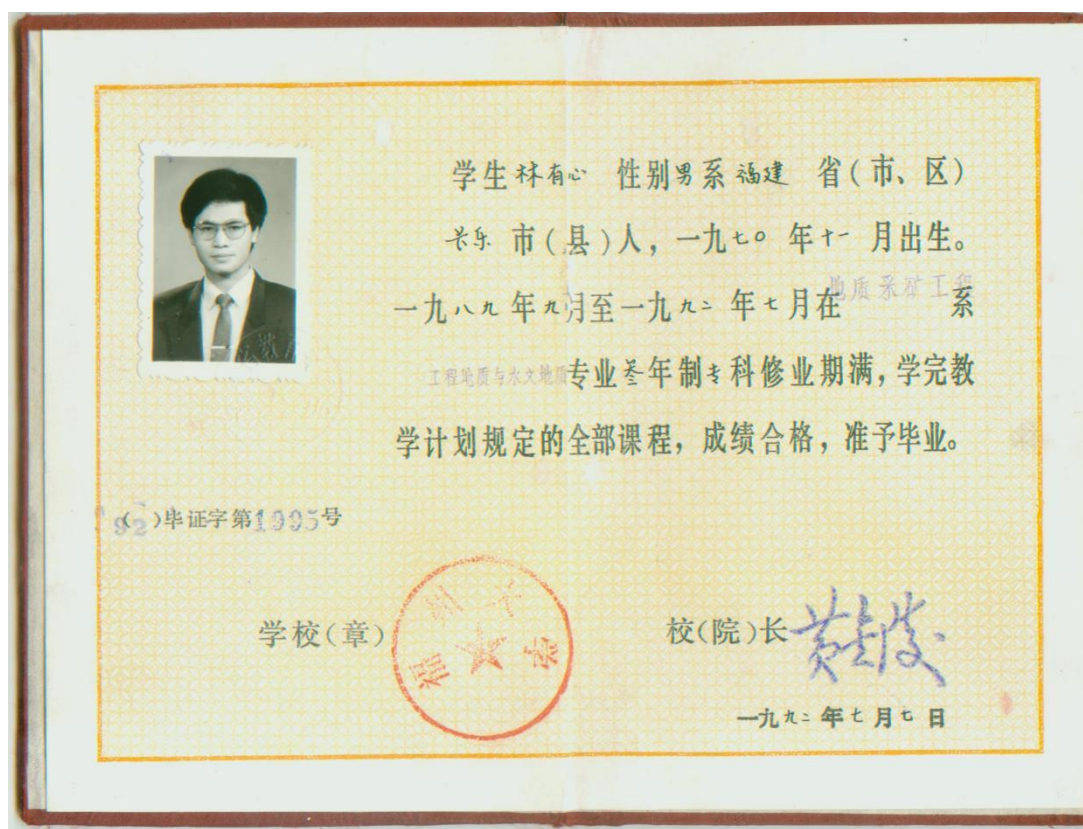 学生林有心 性别男系福建 省(市、区)
长乐 市(县)人，一九七〇 年十一 月出生。
一九八九 年九月至一九九二 年七月在 地质采矿工程 系
工程地质与水文地质专业叁年制专科修业期满，学完教
学计划规定的全部课程，成绩合格，准予毕业。
(92)毕证字第1995号
学校(章)
福州大学
校(院)长
一九九二 年七月七日